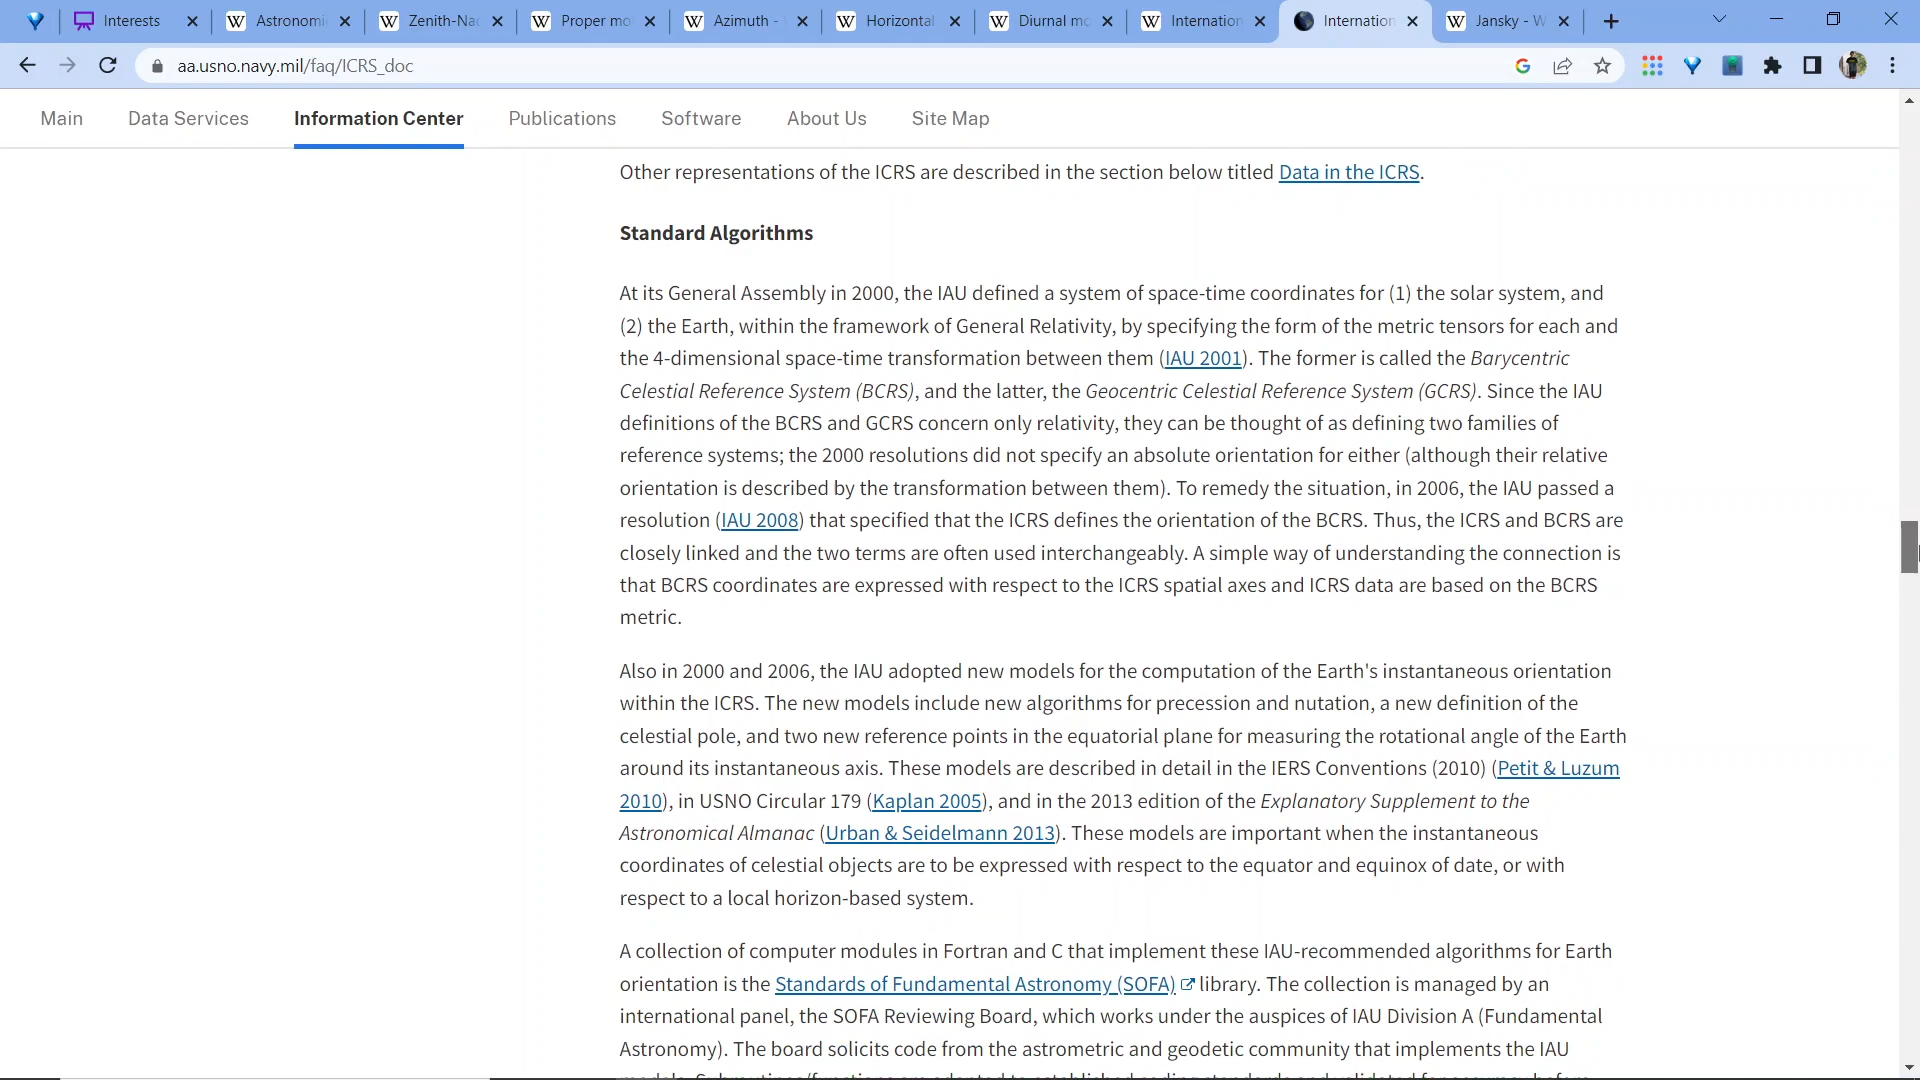 Interests
Astronomi
Zenith-Nad
Proper mo
Azimuth -
Horizontal
Diurnal mo
Internation
Internation
Jansky - W
aa.usno.navy.mil/faq/ICRS_doc
Main Data Services Information Center Publications Software About Us Site Map
Other representations of the ICRS are described in the section below titled Data in the ICRS.
Standard Algorithms
At its General Assembly in 2000, the IAU defined a system of space-time coordinates for (1) the solar system, and
(2) the Earth, within the framework of General Relativity, by specifying the form of the metric tensors for each and
the 4-dimensional space-time transformation between them (IAU 2001). The former is called the Barycentric
Celestial Reference System (BCRS), and the latter, the Geocentric Celestial Reference System (GCRS). Since the IAU
definitions of the BCRS and GCRS concern only relativity, they can be thought of as defining two families of
reference systems; the 2000 resolutions did not specify an absolute orientation for either (although their relative
orientation is described by the transformation between them). To remedy the situation, in 2006, the IAU passed a
resolution (IAU 2008) that specified that the ICRS defines the orientation of the BCRS. Thus, the ICRS and BCRS are
closely linked and the two terms are often used interchangeably. A simple way of understanding the connection is
that BCRS coordinates are expressed with respect to the ICRS spatial axes and ICRS data are based on the BCRS
metric.
Also in 2000 and 2006, the IAU adopted new models for the computation of the Earth's instantaneous orientation
within the ICRS. The new models include new algorithms for precession and nutation, a new definition of the
celestial pole, and two new reference points in the equatorial plane for measuring the rotational angle of the Earth
around its instantaneous axis. These models are described in detail in the IERS Conventions (2010) (Petit & Luzum
2010), in USNO Circular 179 (Kaplan 2005), and in the 2013 edition of the Explanatory Supplement to the
Astronomical Almanac (Urban & Seidelmann 2013). These models are important when the instantaneous
coordinates of celestial objects are to be expressed with respect to the equator and equinox of date, or with
respect to a local horizon-based system.
A collection of computer modules in Fortran and C that implement these IAU-recommended algorithms for Earth
orientation is the Standards of Fundamental Astronomy (SOFA) library. The collection is managed by an
international panel, the SOFA Reviewing Board, which works under the auspices of IAU Division A (Fundamental
Astronomy). The board solicits code from the astrometric and geodetic community that implements the IAU